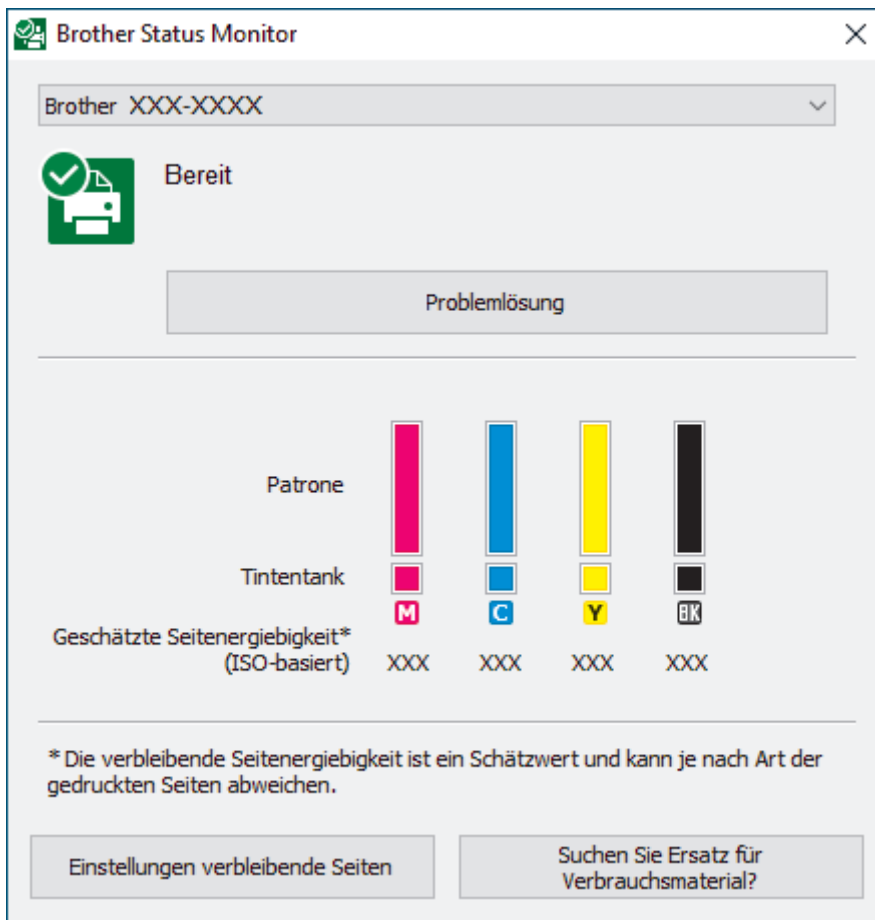 Brother Status Monitor
Brother XXX-XXXX
Bereit
Problemlösung
Patrone
Tintentank
M C Y BK
Geschätzte Seitenergiebigkeit*
(ISO-basiert) XXX XXX XXX XXX
* Die verbleibende Seitenergiebigkeit ist ein Schätzwert und kann je nach Art der
gedruckten Seiten abweichen.
Einstellungen verbleibende Seiten
Suchen Sie Ersatz für
Verbrauchsmaterial?